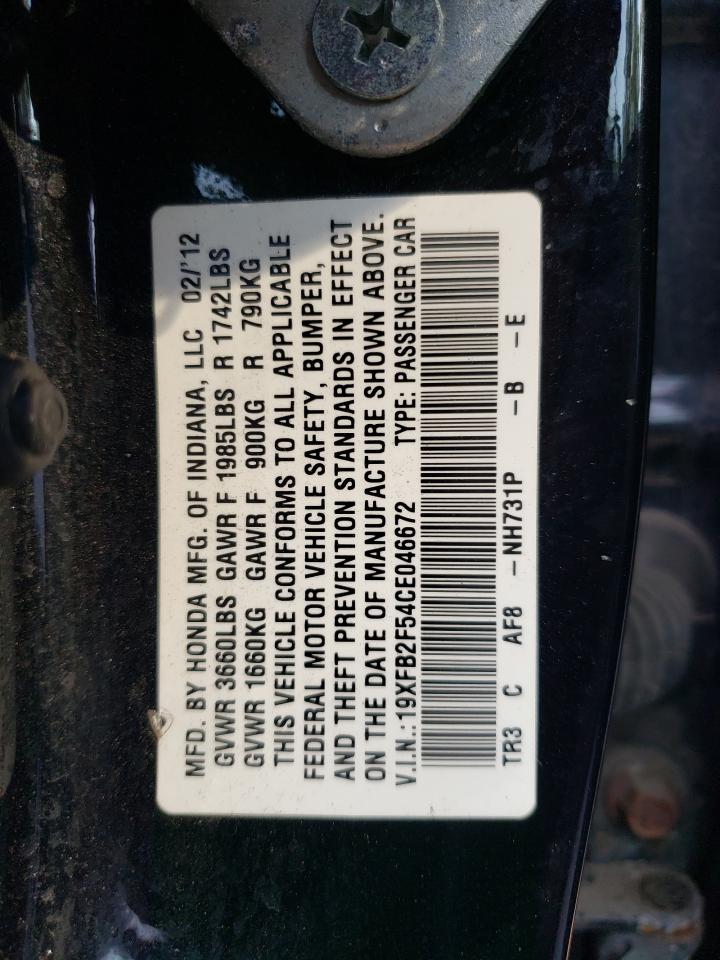 MFD. BY HONDA MFG. OF INDIANA, LLC 02/'12
GVWR 3660LBS GAWR F 1985LBS R 1742LBS
GVWR 1660KG GAWR F 900KG R 790KG
THIS VEHICLE CONFORMS TO ALL APPLICABLE
FEDERAL MOTOR VEHICLE SAFETY, BUMPER,
AND THEFT PREVENTION STANDARDS IN EFFECT
ON THE DATE OF MANUFACTURE SHOWN ABOVE.
V.I.N.:19XFB2F54CE046672 TYPE: PASSENGER CAR
TR3 C AF8 -NH731P -B -E